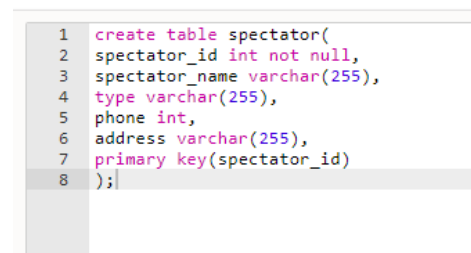 1 create table spectator(
2 spectator_id int not null,
3 spectator_name varchar(255),
4 type varchar(255),
5 phone int,
6 address varchar(255),
7 primary key(spectator_id)
8 );